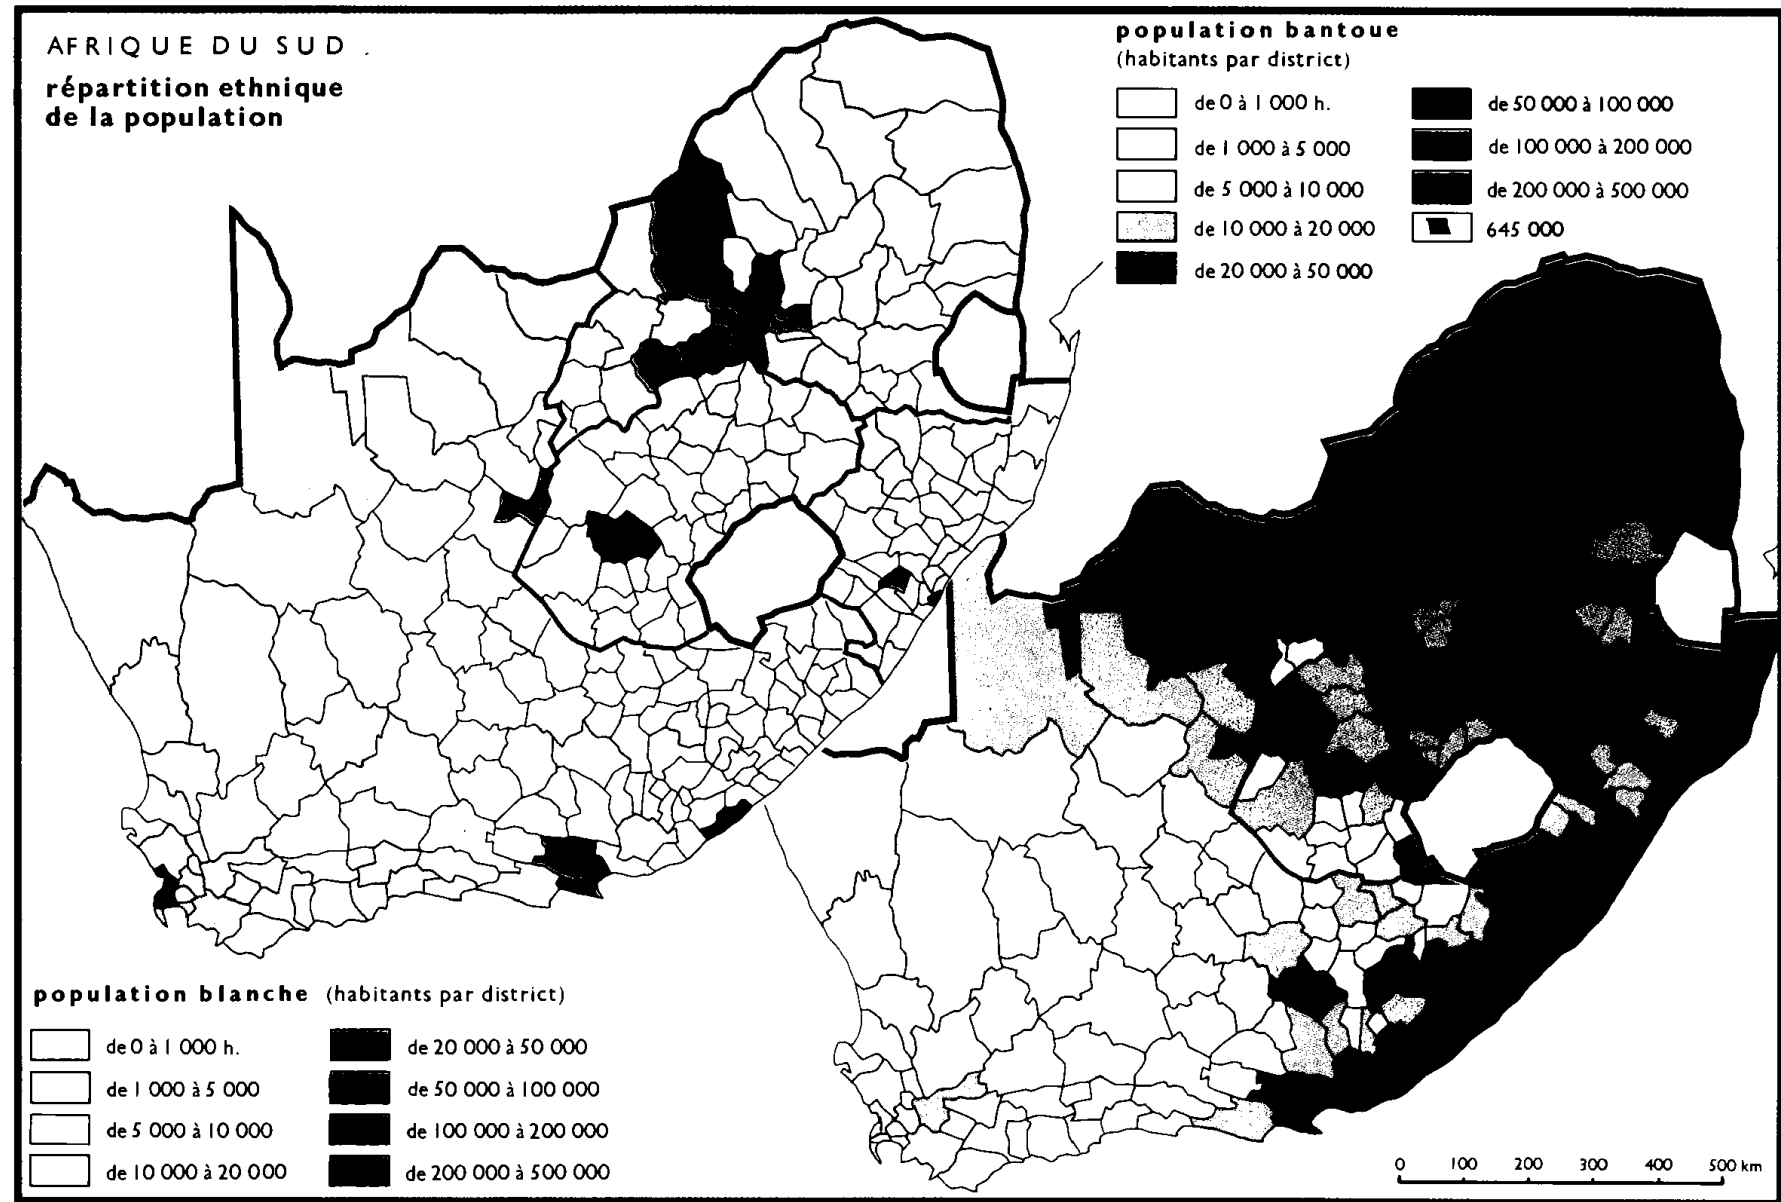 AFRIQUE DU SUD
répartition ethnique
de la population
population bantoue
(habitants par district)
de 0 à 1 000 h.
de 1 000 à 5 000
de 5 000 à 10 000
de 10 000 à 20 000
de 20 000 à 50 000
de 50 000 à 100 000
de 100 000 à 200 000
de 200 000 à 500 000
645 000
population blanche (habitants par district)
de 0 à 1 000 h.
de 1 000 à 5 000
de 5 000 à 10 000
de 10 000 à 20 000
de 20 000 à 50 000
de 50 000 à 100 000
de 100 000 à 200 000
de 200 000 à 500 000
0 100 200 300 400 500 km